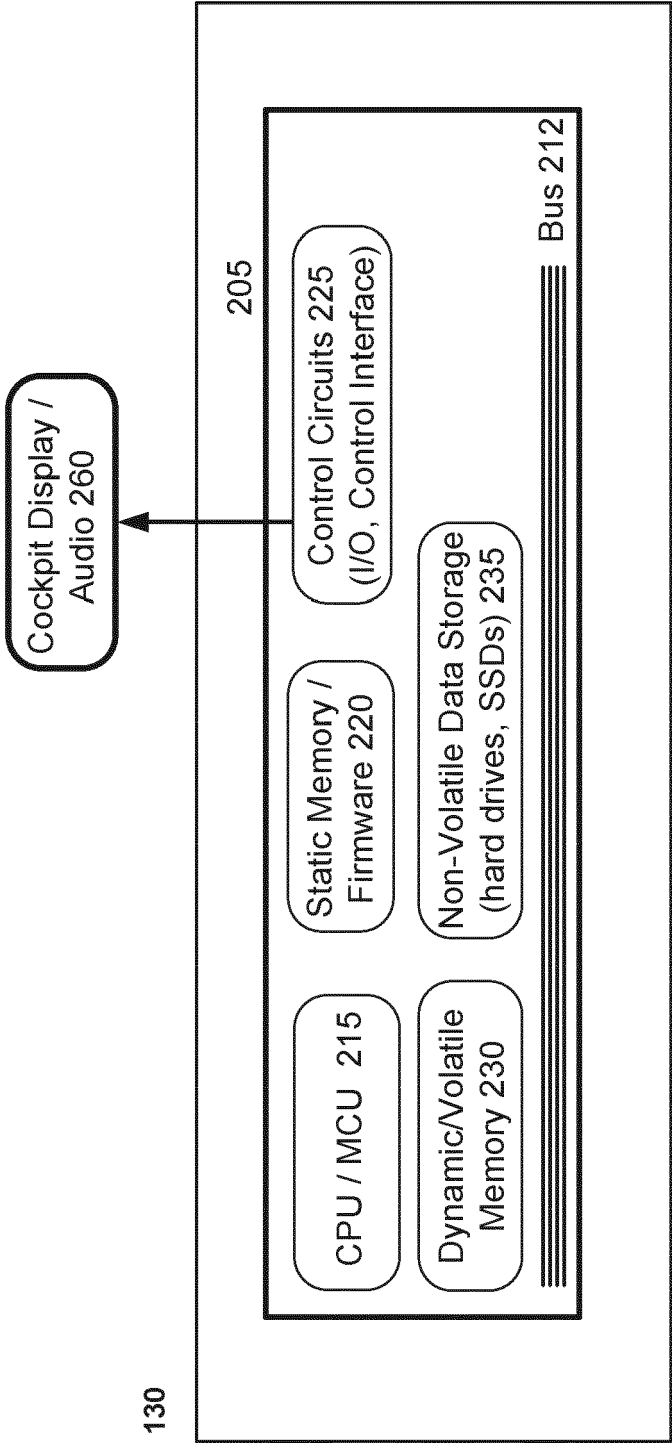 130
Cockpit Display /
Audio 260
205
CPU / MCU 215
Static Memory /
Firmware 220
Control Circuits 225
(I/O, Control Interface)
Dynamic/Volatile
Memory 230
Non-Volatile Data Storage
(hard drives, SSDs) 235
Bus 212